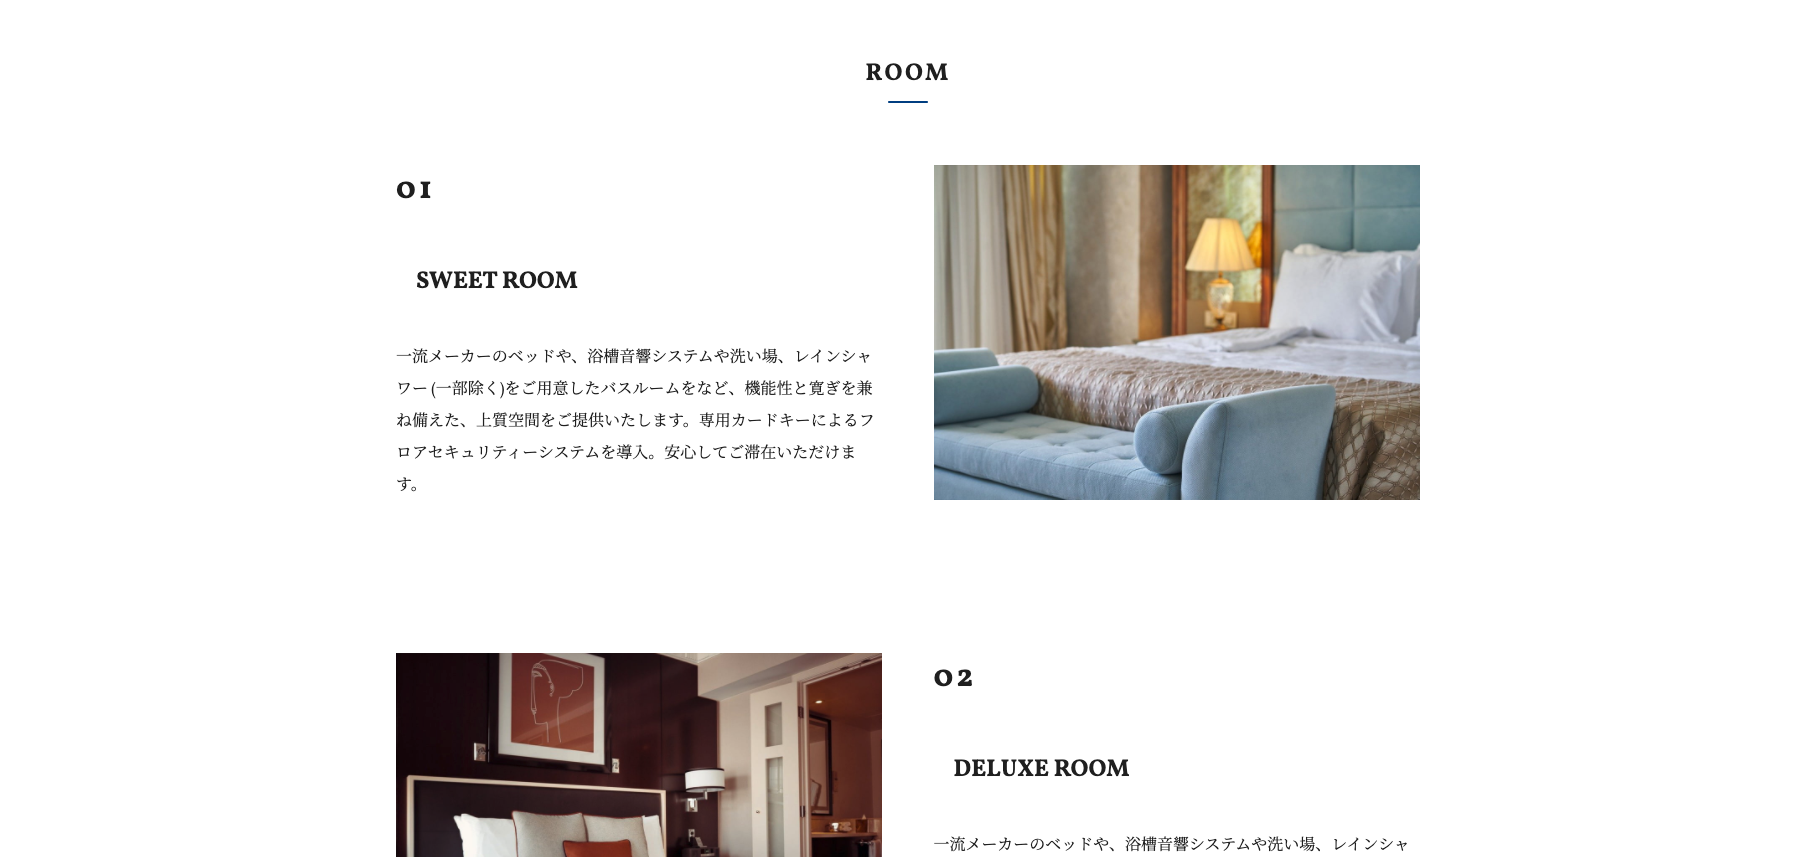 ROOM
01
SWEET ROOM
一流メーカーのベッドや、浴槽音響システムや洗い場、レインシャ
ワー (一部除く)をご用意したバスルームをなど、機能性と寛ぎを兼
ね備えた、上質空間をご提供いたします。専用カードキーによるフ
ロアセキュリティーシステムを導入。安心してご滞在いただけま
す。
02
DELUXE ROOM
一流メーカーのベッドや、浴槽音響システムや洗い場、レインシャ